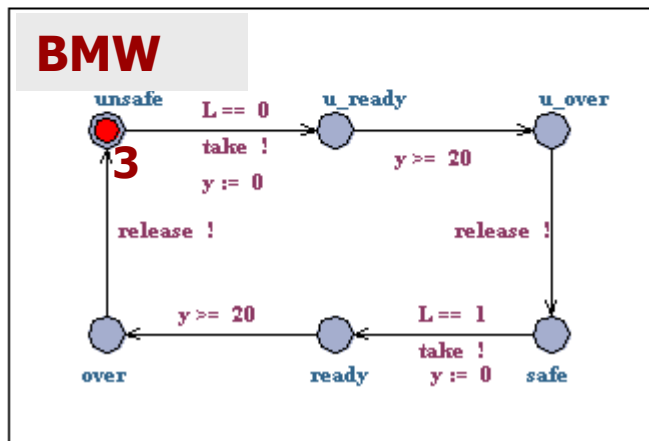 BMW
unsafe
L == 0
u_ready
u_over
3
take !
y := 0
y >= 20
release !
release !
y >= 20
L == 1
take !
y := 0
over
ready
safe